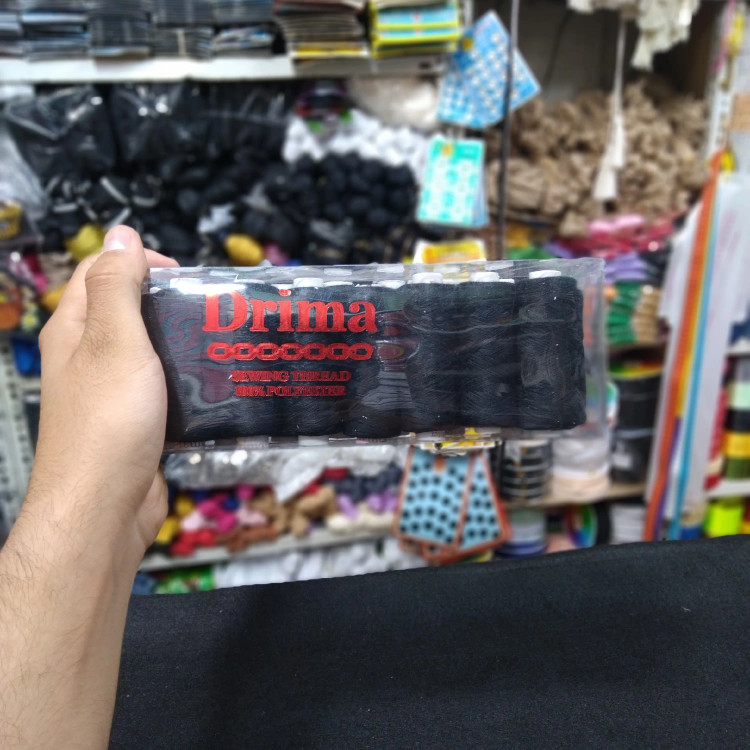 Drima
SEWING THREAD
100% POLYESTER